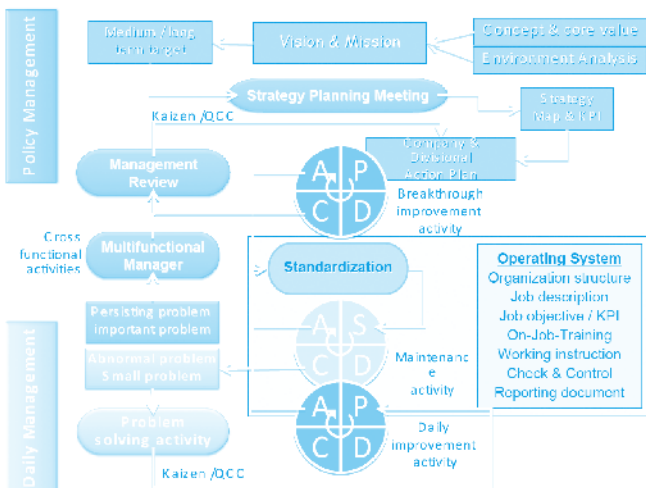 Policy Management
Medium / long
term target
Vision & Mission
Concept & core value
Environment Analysis
Strategy Planning Meeting
Strategy
Map & KPI
Kaizen /QCC
Company &
Divisional
Action Plan
Management
Review
A P
C D
Breakthrough
improvement
activity
Cross
functional
activities
Multifunctional
Manager
Standardization
Operating System
Organization structure
Job description
Job objective / KPI
On-Job-Training
Working instruction
Check & Control
Reporting document
Daily Management
Persisting problem
important problem
A S
C D
Abnormal problem
Small problem
Maintenanc
e
activity
Problem
solving activity
A P
C D
Daily
improvement
activity
Kaizen /QCC